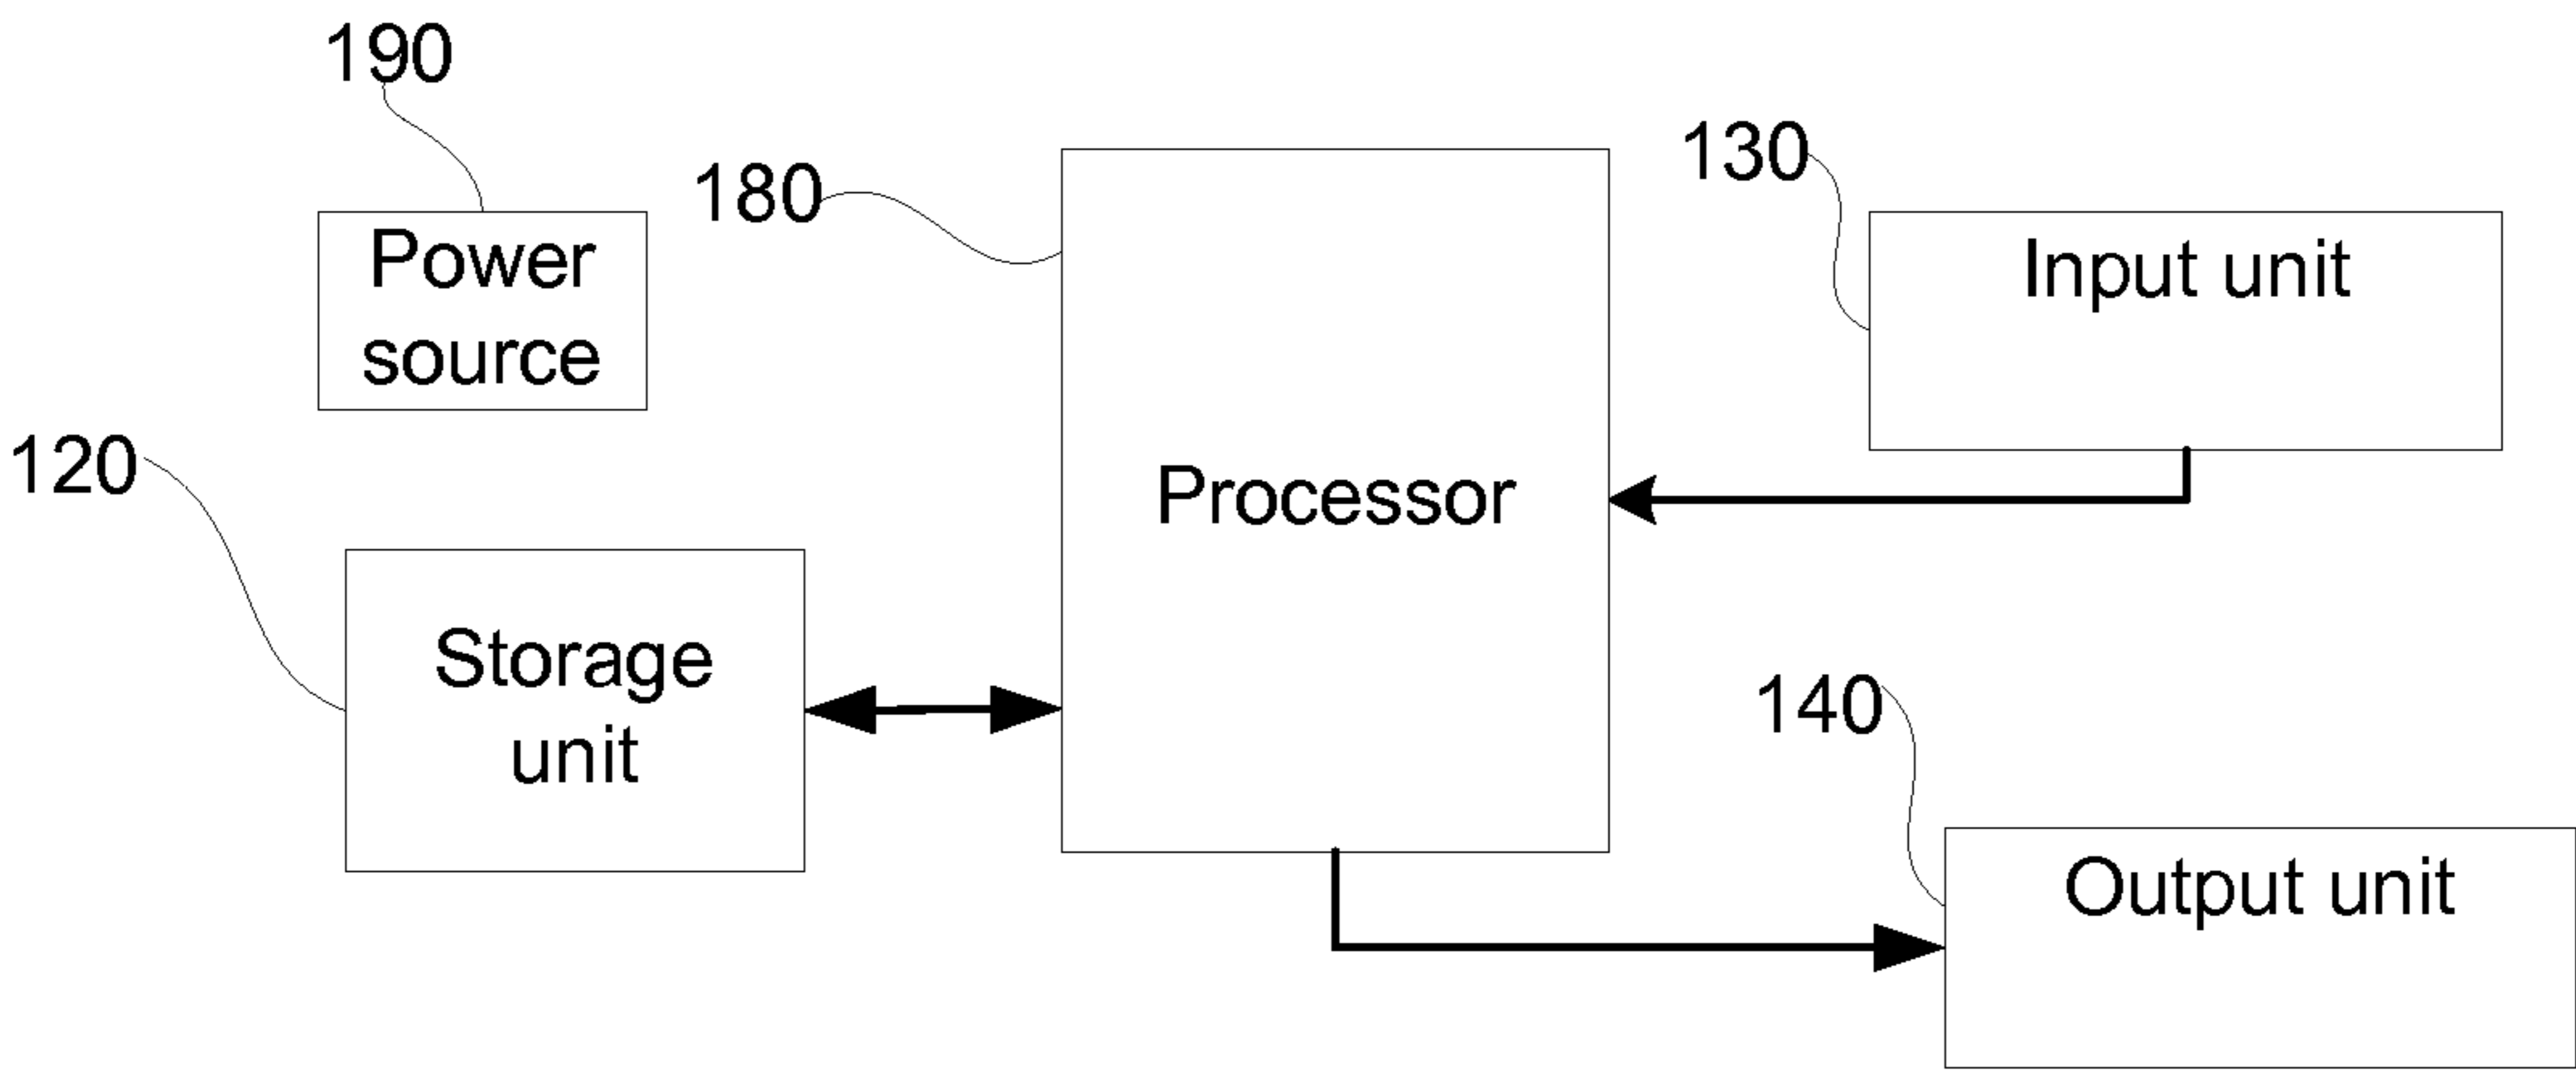 190
180
130
Power
source
Input unit
120
Processor
Storage
unit
140
Output unit